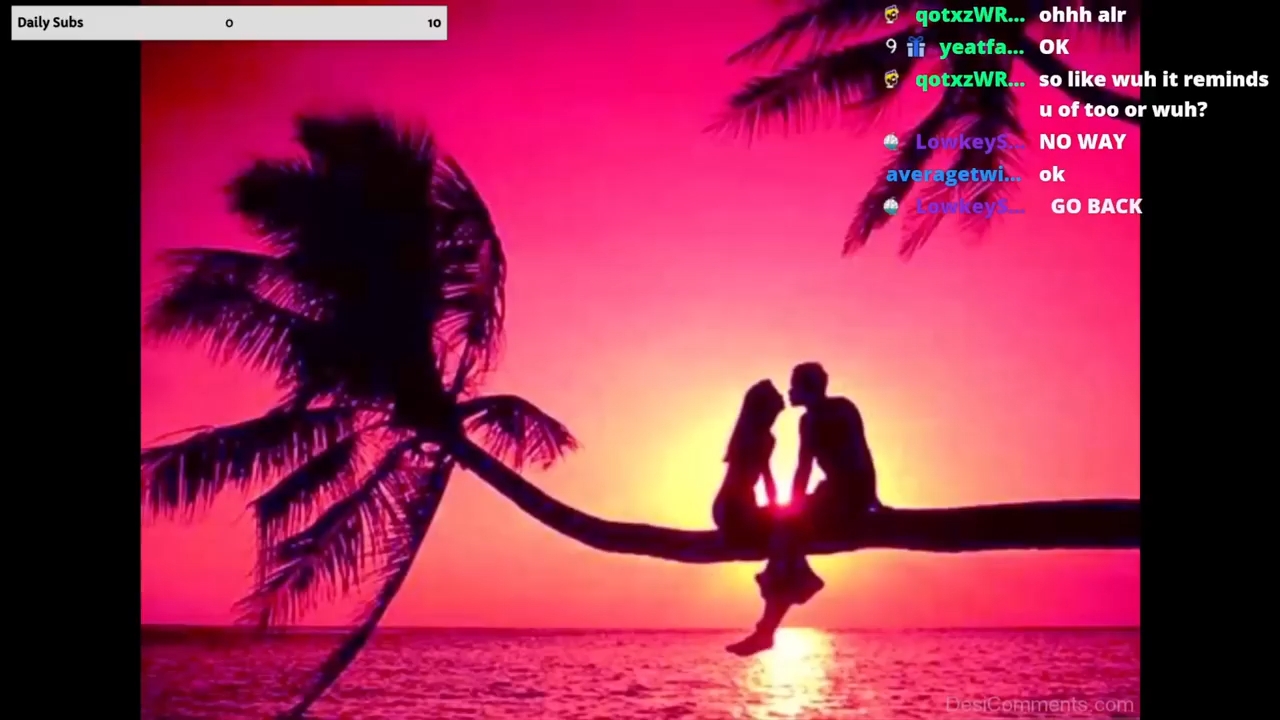 Daily Subs 0 10
qotxzWR... ohhh alr
9 yeatfa... OK
qotxzWR... so like wuh it reminds
u of too or wuh?
LowkeyS... NO WAY
averagetwi... ok
LowkeyS... GO BACK
DesiComments.com